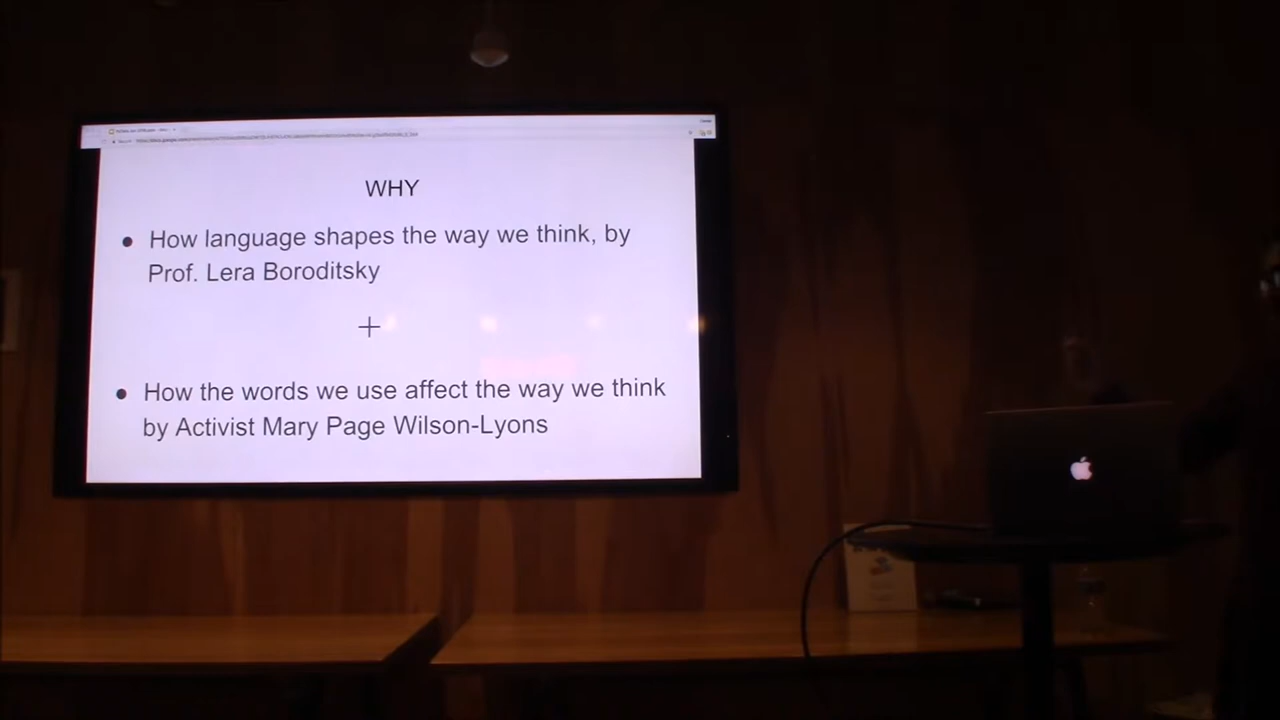 WHY
● How language shapes the way we think, by
Prof. Lera Boroditsky
+
● How the words we use affect the way we think
by Activist Mary Page Wilson-Lyons